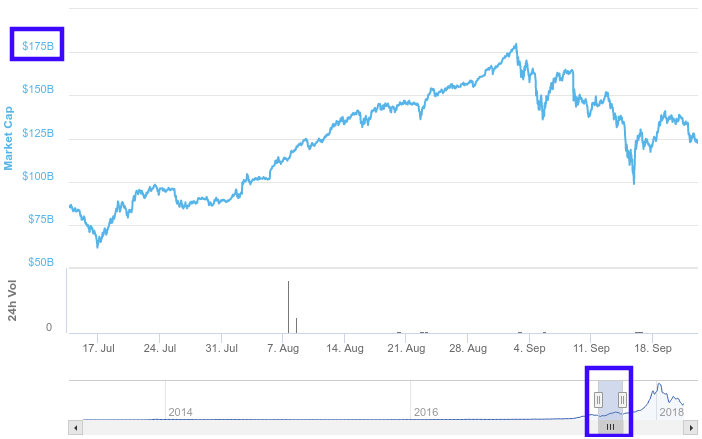 $175B
$150B
$125B
$100B
$75B
$50B
Market Cap
24h Vol
0
17. Jul
24. Jul
31. Jul
7. Aug
14. Aug
21. Aug
28. Aug
4. Sep
11. Sep
18. Sep
2014
2016
2018